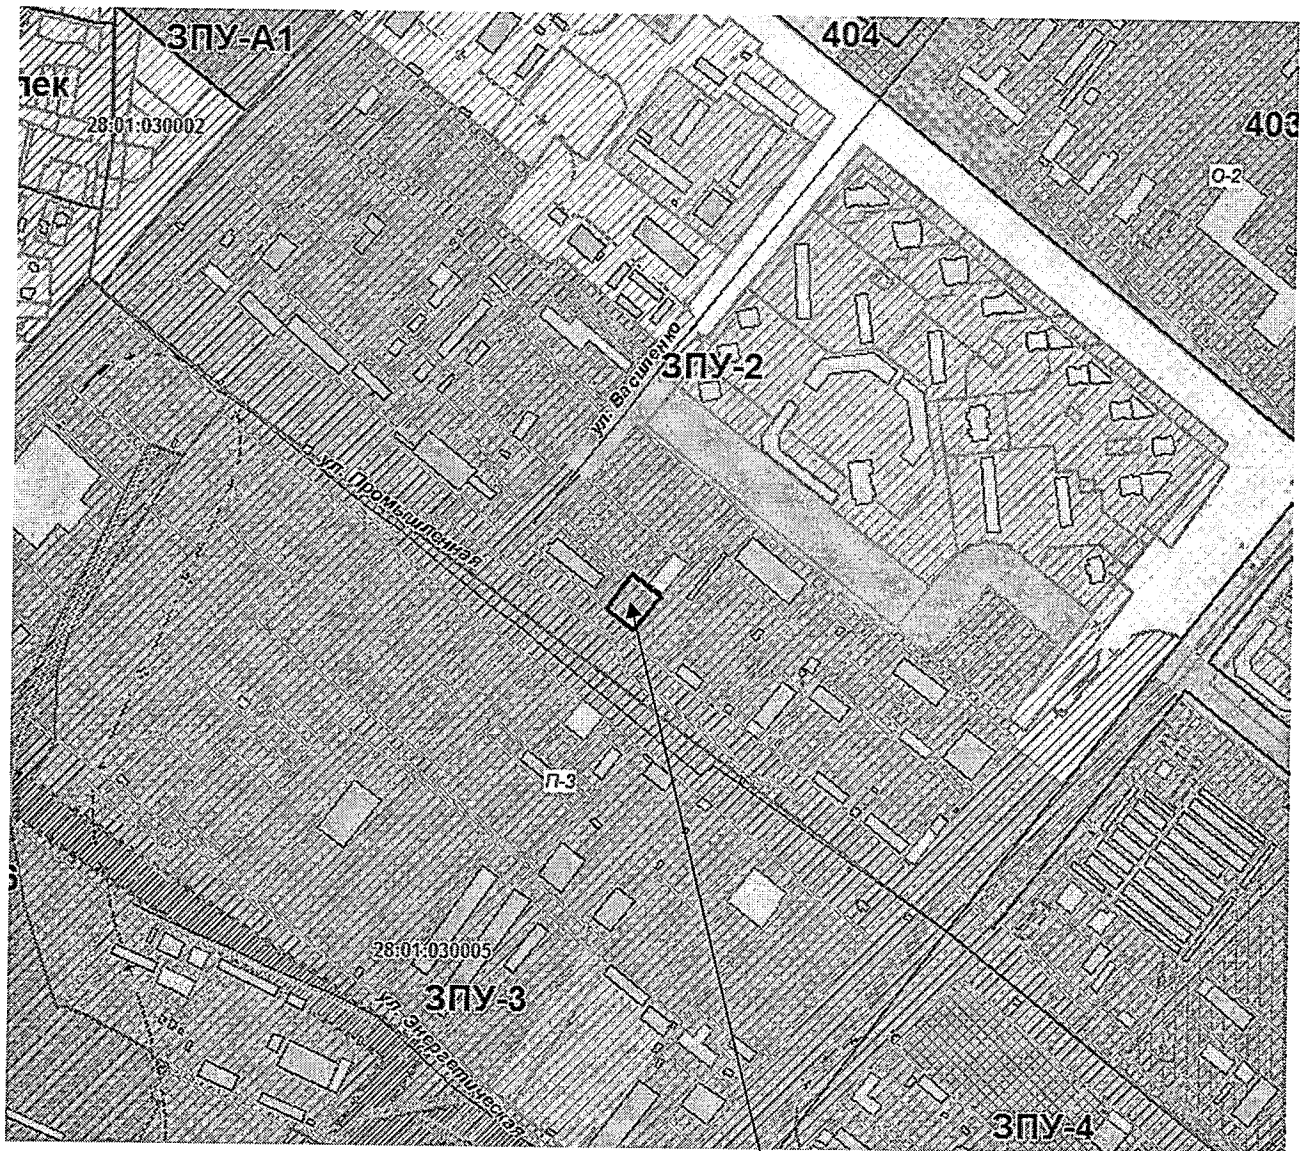 ЗПУ-А1
404
лек
28:01:030002
403
О-2
ул. Василенко
ЗПУ-2
ул. Промышленная
П-3
28:01:030005
ЗПУ-3
ул. Энергетическая
ЗПУ-4